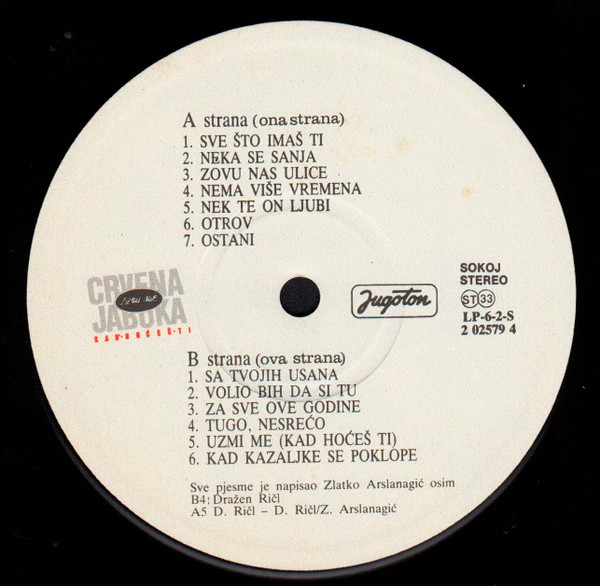 A strana (ona strana)
1. SVE ŠTO IMAŠ TI
2. NEKA SE SANJA
3. ZOVU NAS ULICE
4. NEMA VIŠE VREMENA
5. NEK TE ON LJUBI
6. OTROV
7. OSTANI
CRVENA
JABUKA
KAD HOĆEŠ TI
Jugoton
SOKOJ
STEREO
ST 33
LP-6-2-S
2 02579 4
B strana (ova strana)
1. SA TVOJIH USANA
2. VOLIO BIH DA SI TU
3. ZA SVE OVE GODINE
4. TUGO, NESREĆO
5. UZMI ME (KAD HOĆEŠ TI)
6. KAD KAZALJKE SE POKLOPE
Sve pjesme je napisao Zlatko Arslanagić osim
B4: Dražen Ričl
A5 D. Ričl – D. Ričl/Z. Arslanagić